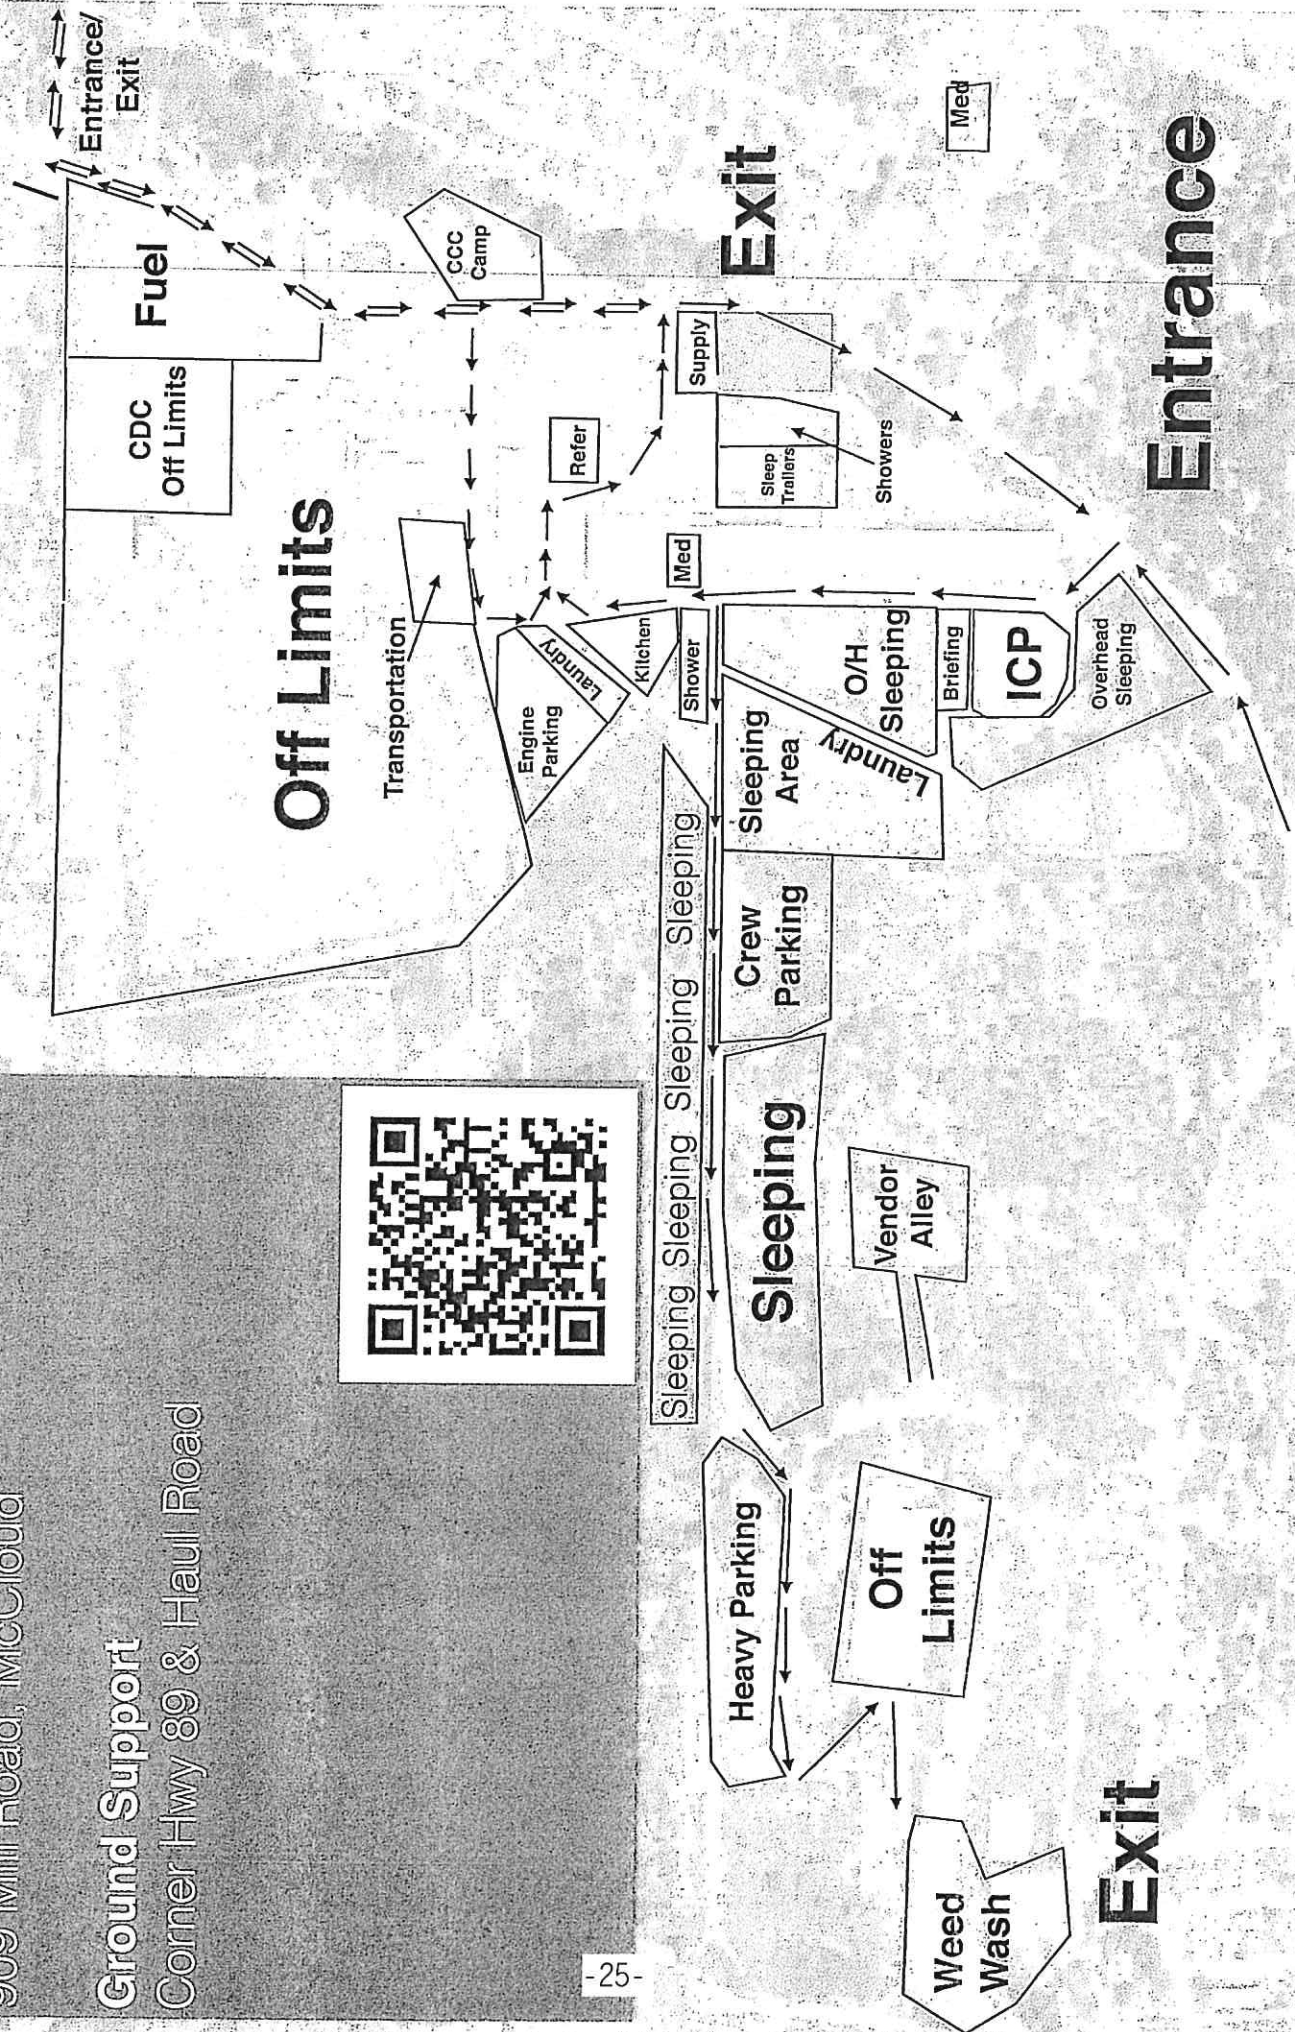 909 Mill Road, McCloud
Ground Support
Corner Hwy 89 & Haul Road
Entrance/
Exit
CDC
Off Limits
Fuel
Off Limits
Transportation
CCC
Camp
Engine
Parking
Laundry
Refer
Kitchen
Sleeping Sleeping Sleeping Sleeping Sleeping
Shower
Med
Supply
Exit
Heavy Parking
Sleeping
Crew
Parking
Sleeping
Area
Laundry
O/H
Sleeping
Sleep
Trailers
Showers
Off
Limits
Vendor
Alley
Briefing
ICP
Med
Weed
Wash
Overhead
Sleeping
Exit
Entrance
-25-